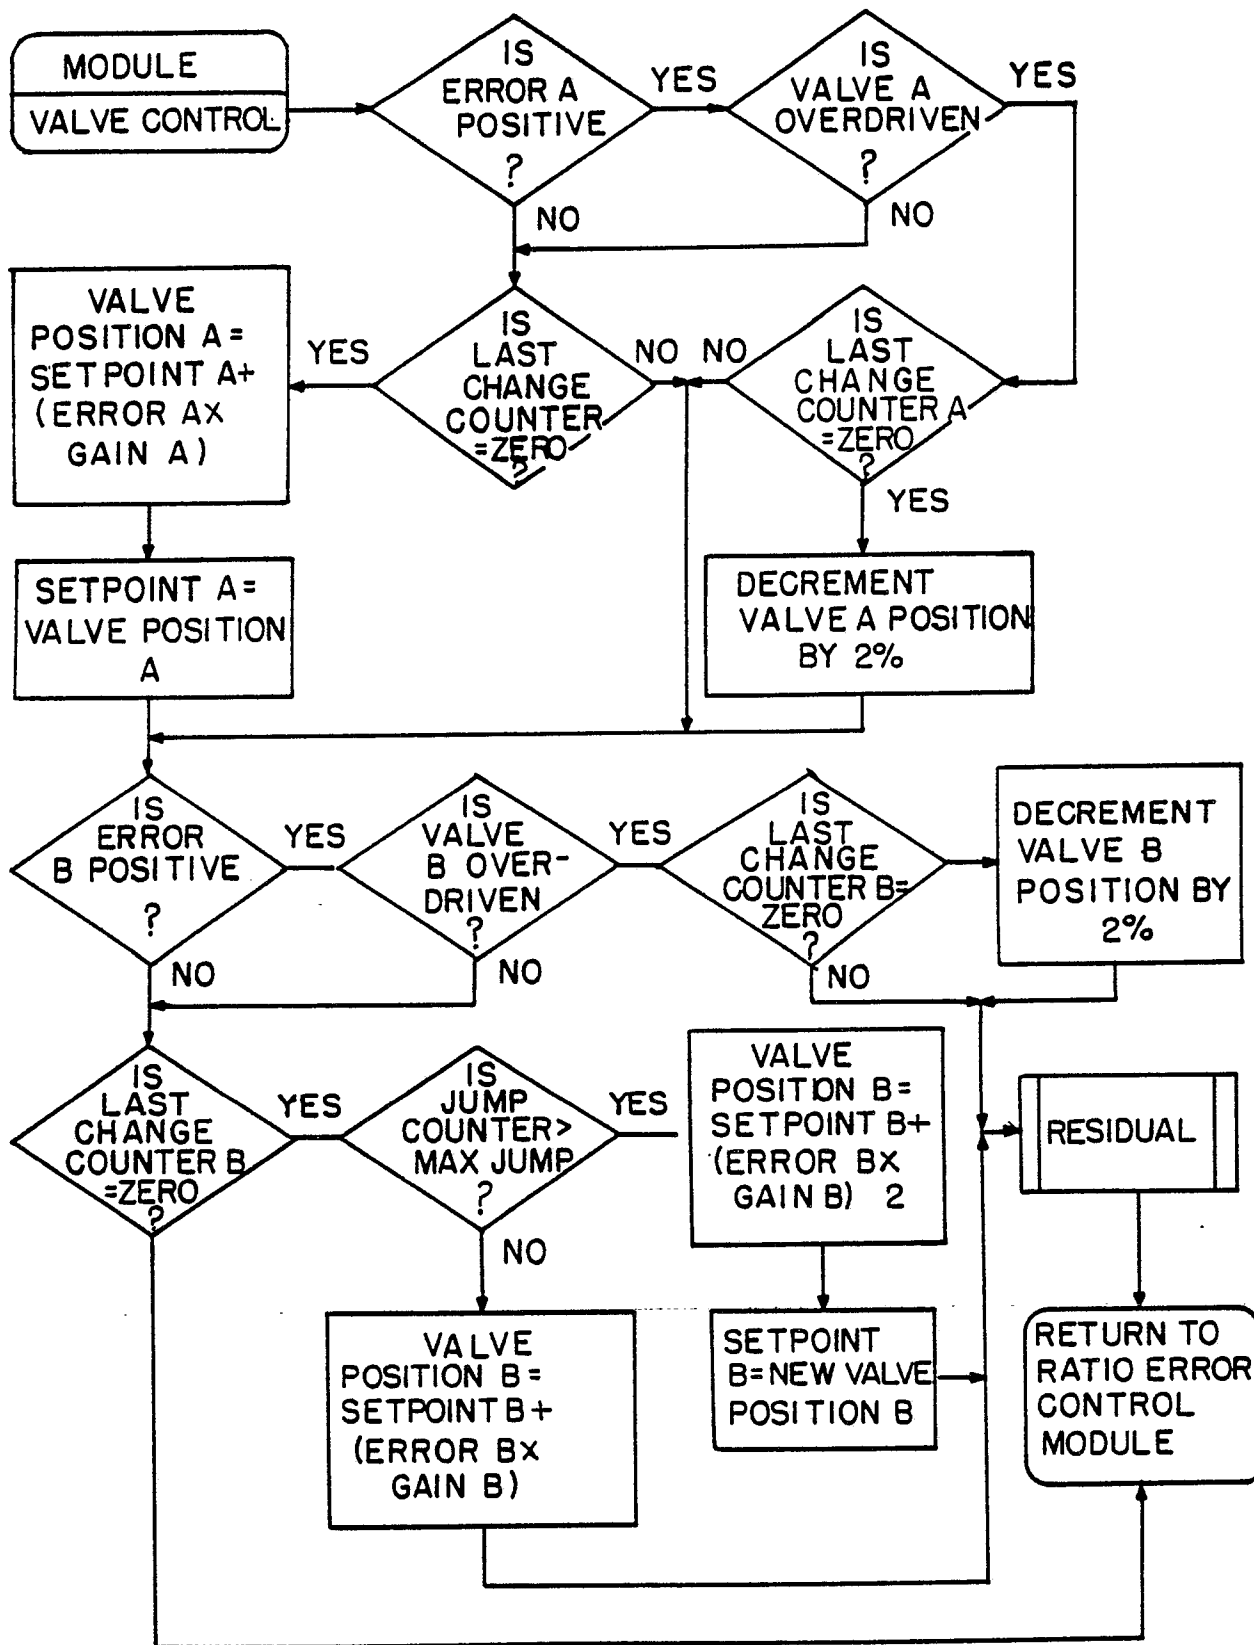 MODULE
VALVE CONTROL
IS
ERROR A
POSITIVE
?
YES
IS
VALVE A
OVERDRIVEN
?
YES
NO
NO
VALVE
POSITION A=
SETPOINT A+
(ERROR A×
GAIN A)
YES
IS
LAST
CHANGE
COUNTER
=ZERO
?
NO
NO
IS
LAST
CHANGE
COUNTER A
=ZERO
?
YES
SETPOINT A=
VALVE POSITION
A
DECREMENT
VALVE A POSITION
BY 2%
IS
ERROR
B POSITIVE
?
YES
IS
VALVE
B OVER-
DRIVEN
?
YES
IS
LAST
CHANGE
COUNTER B=
ZERO
?
DECREMENT
VALVE B
POSITION BY
2%
NO
NO
NO
IS
LAST
CHANGE
COUNTER B
=ZERO
?
YES
IS
JUMP
COUNTER>
MAX JUMP
?
YES
VALVE
POSITION B=
SETPOINT B+
(ERROR B×
GAIN B) 2
RESIDUAL
NO
VALVE
POSITION B=
SETPOINT B+
(ERROR B×
GAIN B)
SETPOINT
B=NEW VALVE
POSITION B
RETURN TO
RATIO ERROR
CONTROL
MODULE